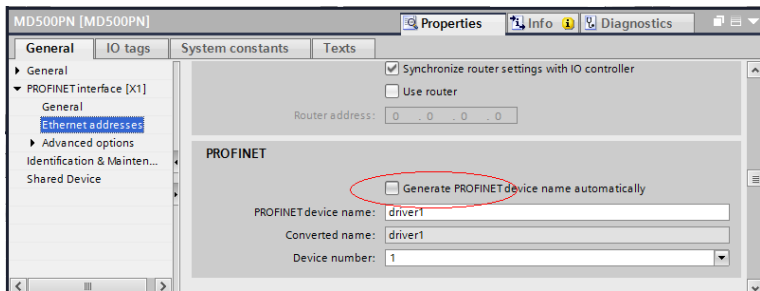 MD500PN [MD500PN]
Properties Info Diagnostics
General IO tags System constants Texts
General
PROFINET interface [X1]
General
Ethernet addresses
Advanced options
Identification & Mainten...
Shared Device
Synchronize router settings with IO controller
Use router
Router address: 0 . 0 . 0 . 0
PROFINET
Generate PROFINET device name automatically
PROFINET device name: driver1
Converted name: driver1
Device number: 1